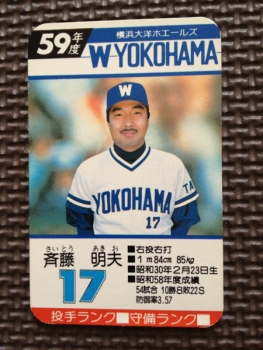 59年度
横浜大洋ホエールズ
W-YOKOHAMA
W
YOKOHAMA
17
TA
さいとう あきお
斉藤 明夫
17
■右投右打
■1m84cm 85kg
■昭和30年2月23日生
■昭和58年度成績
54試合 10勝8敗22S
防御率3.57
投手ランク 守備ランク